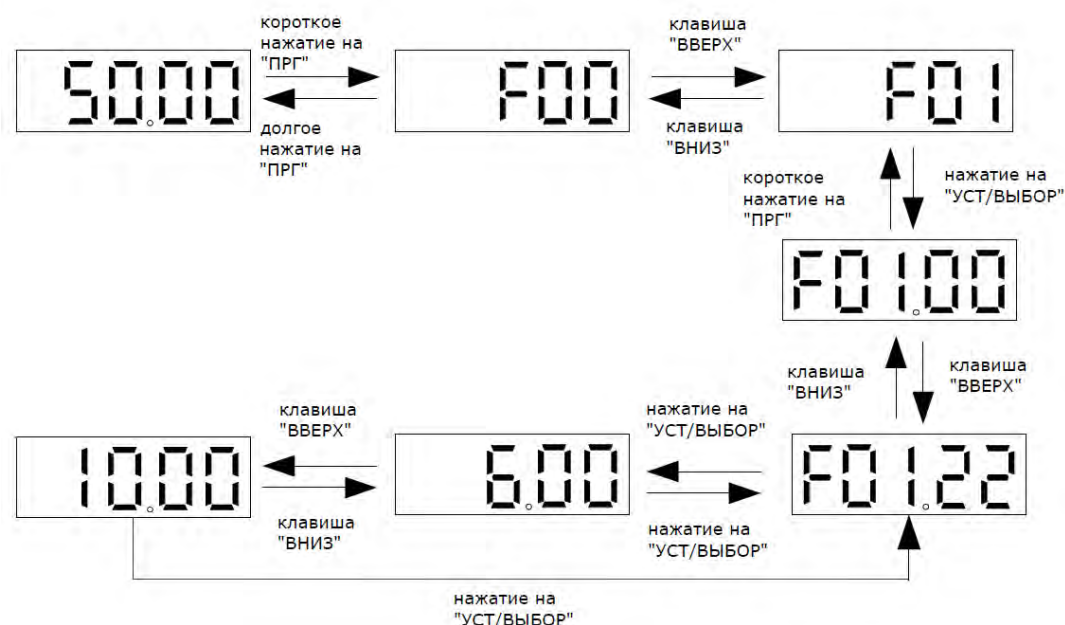 короткое
нажатие на
"ПРГ"
клавиша
"ВВЕРХ"
50.00
F00
F01
долгое
нажатие на
"ПРГ"
клавиша
"ВНИЗ"
короткое
нажатие на
"ПРГ"
нажатие на
"УСТ/ВЫБОР"
F01.00
клавиша
"ВНИЗ"
клавиша
"ВВЕРХ"
клавиша
"ВВЕРХ"
нажатие на
"УСТ/ВЫБОР"
10.00
6.00
F01.22
клавиша
"ВНИЗ"
нажатие на
"УСТ/ВЫБОР"
нажатие на
"УСТ/ВЫБОР"